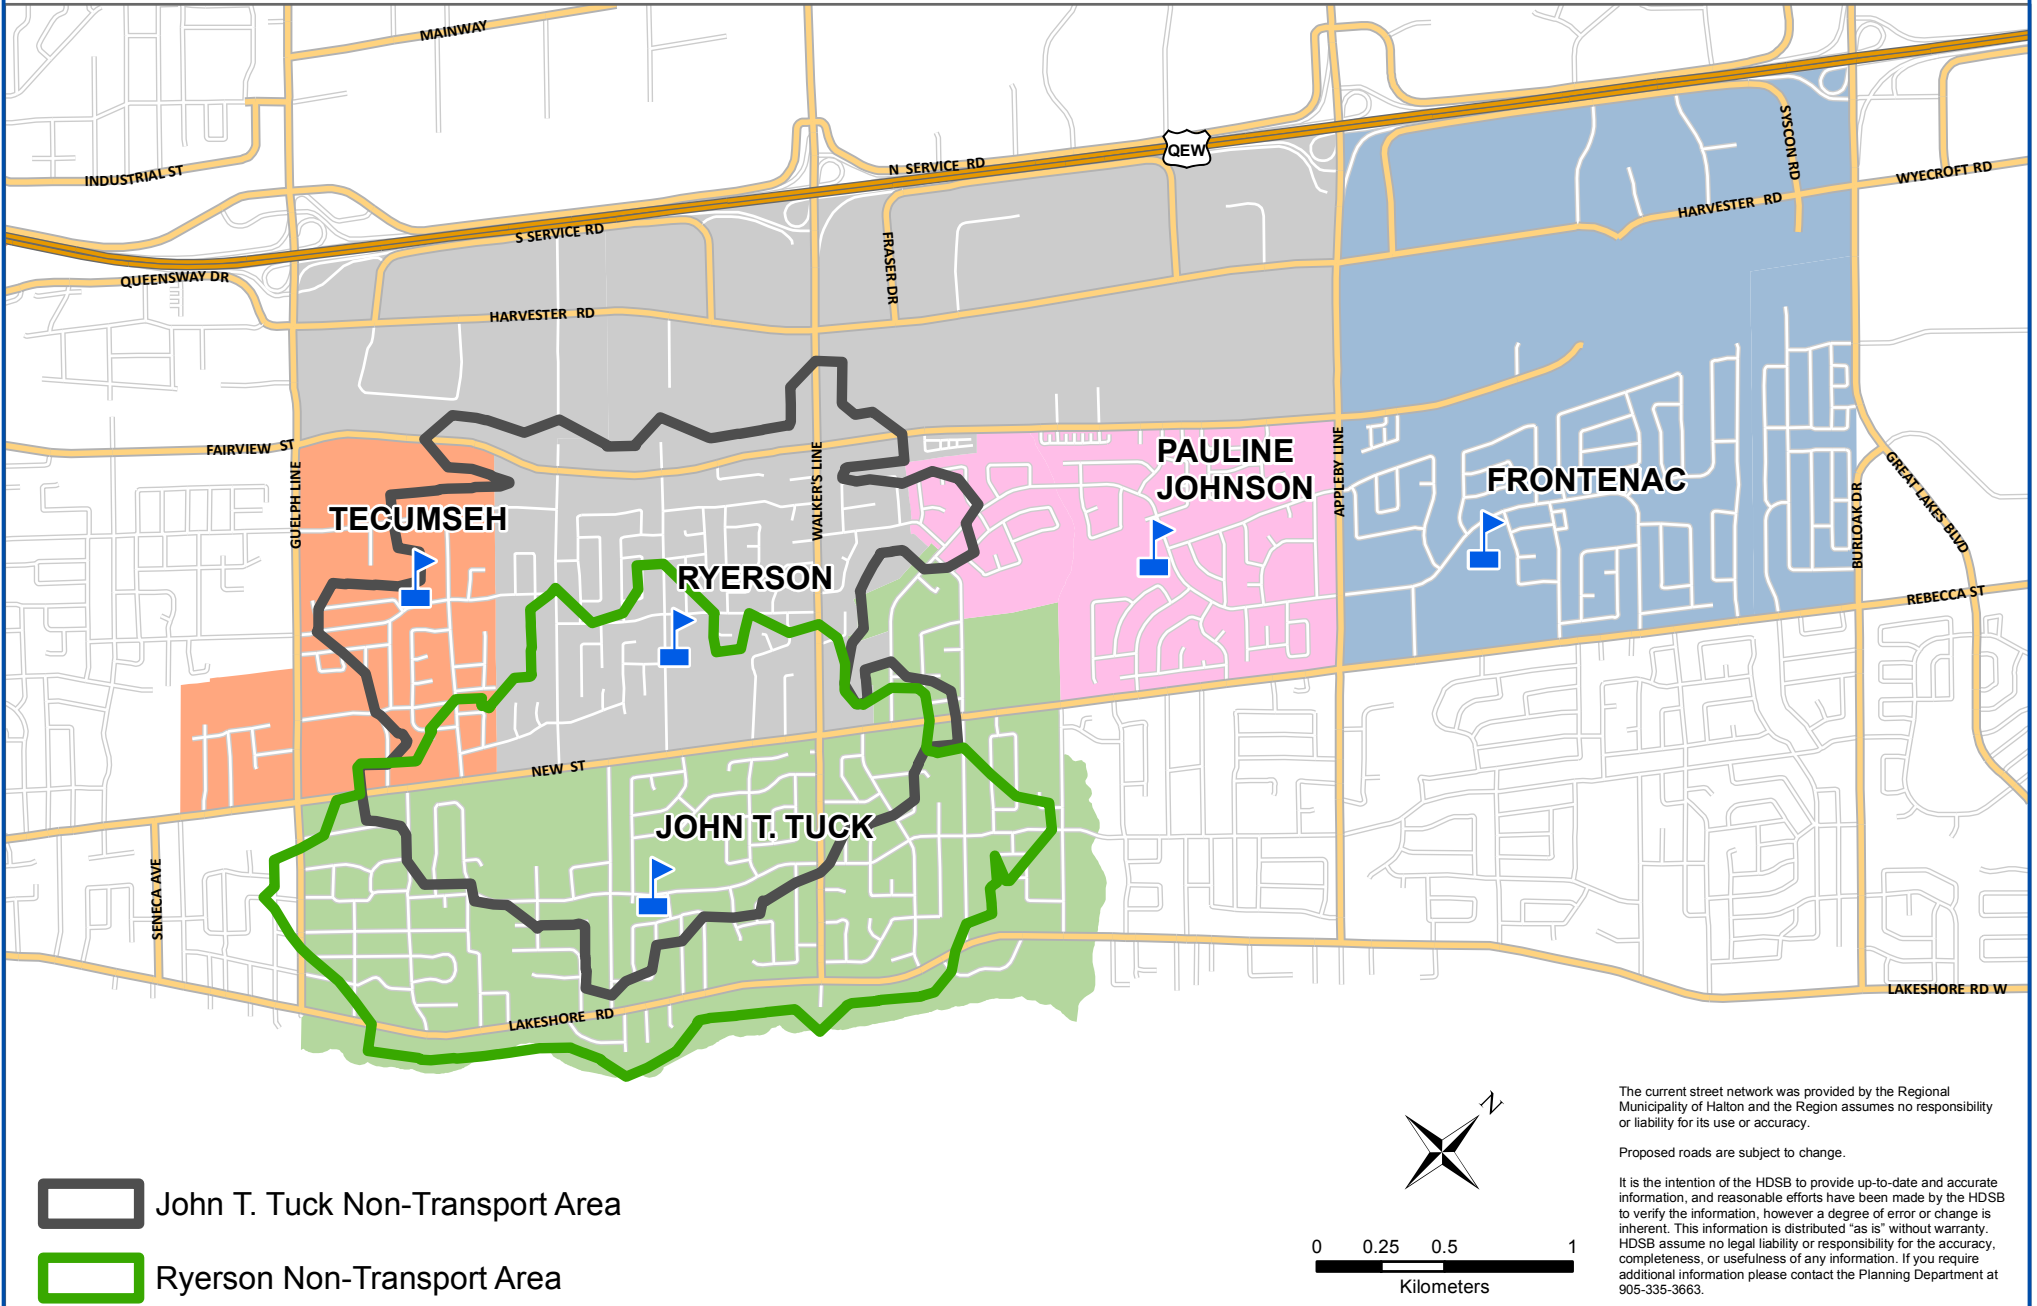 MAINWAY
INDUSTRIAL ST
N SERVICE RD
QEW
SYSCON RD
WYECROFT RD
HARVESTER RD
S SERVICE RD
QUEENSWAY DR
FRASER DR
HARVESTER RD
FAIRVIEW ST
GUELPH LINE
WALKER'S LINE
APPLEBY LINE
BURLOAK DR
GREAT LAKES BLVD
PAULINE
JOHNSON
FRONTENAC
TECUMSEH
RYERSON
REBECCA ST
NEW ST
JOHN T. TUCK
SENECA AVE
LAKESHORE RD
LAKESHORE RD W
N
John T. Tuck Non-Transport Area
Ryerson Non-Transport Area
0 0.25 0.5 1
Kilometers
The current street network was provided by the Regional
Municipality of Halton and the Region assumes no responsibility
or liability for its use or accuracy.
Proposed roads are subject to change.
It is the intention of the HDSB to provide up-to-date and accurate
information, and reasonable efforts have been made by the HDSB
to verify the information, however a degree of error or change is
inherent. This information is distributed “as is” without warranty.
HDSB assume no legal liability or responsibility for the accuracy,
completeness, or usefulness of any information. If you require
additional information please contact the Planning Department at
905-335-3663.